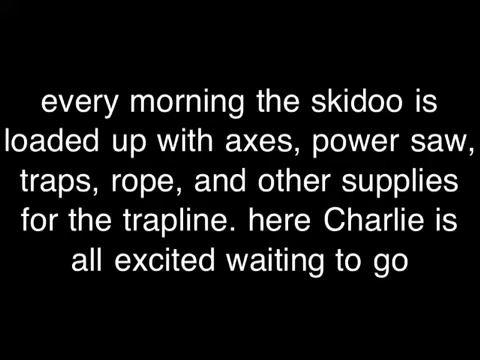 every morning the skidoo is
loaded up with axes, power saw,
traps, rope, and other supplies
for the trapline. here Charlie is
all excited waiting to go